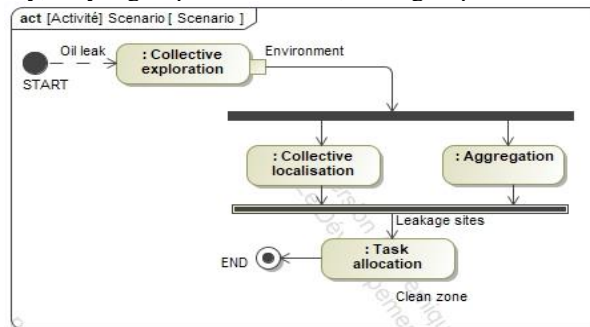 act [Activité] Scenario [ Scenario ]
Oil leak
START
: Collective
exploration
Environment
: Collective
localisation
: Aggregation
Leakage sites
: Task
allocation
END
Clean zone